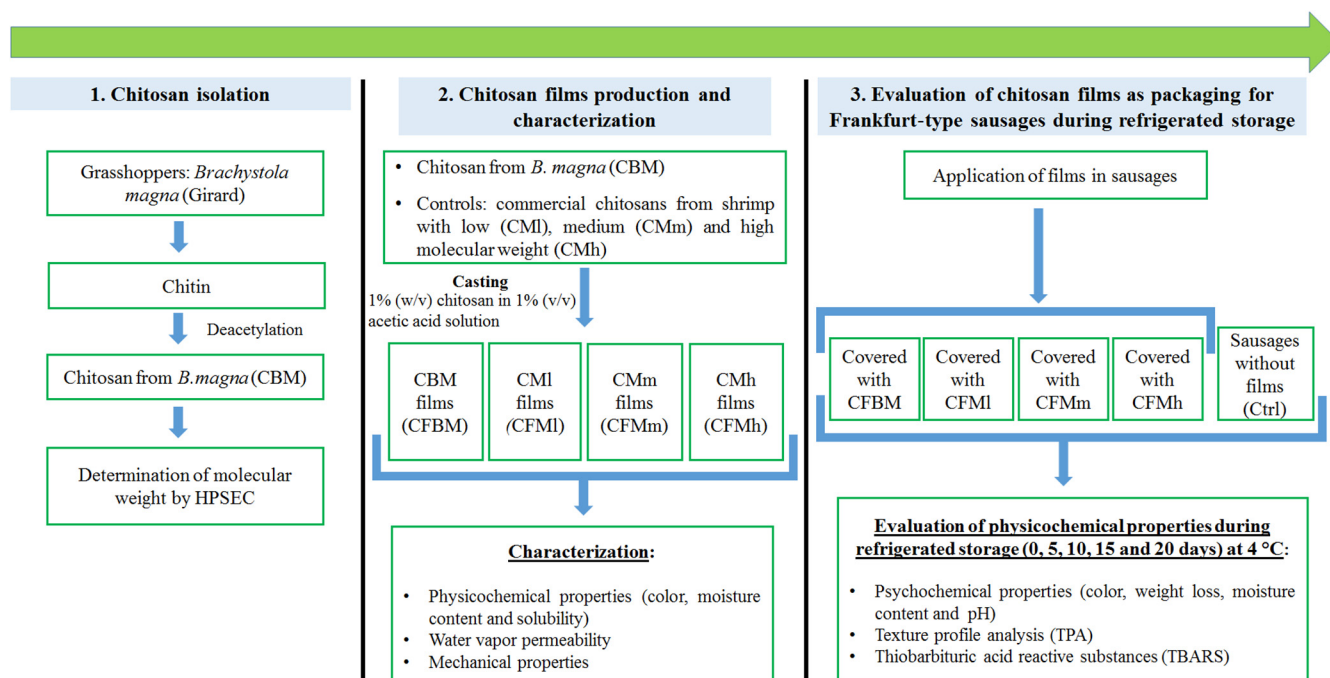 1. Chitosan isolation
Grasshoppers: Brachystola
magna (Girard)
Chitin
Deacetylation
Chitosan from B.magna (CBM)
Determination of molecular
weight by HPSEC
2. Chitosan films production and
characterization
• Chitosan from B. magna (CBM)
• Controls: commercial chitosans from shrimp
with low (CMl), medium (CMm) and high
molecular weight (CMh)
Casting
1% (w/v) chitosan in 1% (v/v)
acetic acid solution
CBM
films
(CFBM)
CMl
films
(CFMl)
CMm
films
(CFMm)
CMh
films
(CFMh)
Characterization:
• Physicochemical properties (color, moisture
content and solubility)
• Water vapor permeability
• Mechanical properties
3. Evaluation of chitosan films as packaging for
Frankfurt-type sausages during refrigerated storage
Application of films in sausages
Covered
with
CFBM
Covered
with
CFMl
Covered
with
CFMm
Covered
with
CFMh
Sausages
without
films
(Ctrl)
Evaluation of physicochemical properties during
refrigerated storage (0, 5, 10, 15 and 20 days) at 4 °C:
• Psychochemical properties (color, weight loss, moisture
content and pH)
• Texture profile analysis (TPA)
• Thiobarbituric acid reactive substances (TBARS)